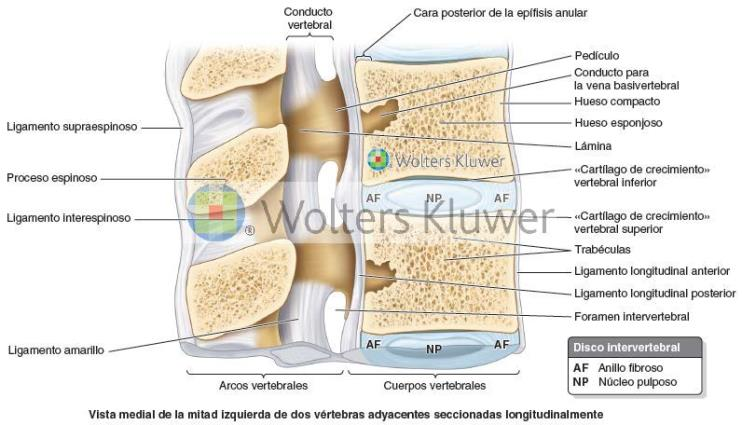 Conducto
vertebral
Cara posterior de la epífisis anular
Pedículo
Conducto para
la vena basivertebral
Hueso compacto
Hueso esponjoso
Lámina
«Cartílago de crecimiento»
vertebral inferior
«Cartílago de crecimiento»
vertebral superior
Trabéculas
Ligamento longitudinal anterior
Ligamento longitudinal posterior
Foramen intervertebral
Ligamento supraespinoso
Proceso espinoso
Ligamento interespinoso
Ligamento amarillo
Wolters Kluwer
®
Wolters Kluwer
AF NP AF
AF NP AF
Arcos vertebrales
Cuerpos vertebrales
Disco intervertebral
AF Anillo fibroso
NP Núcleo pulposo
Vista medial de la mitad izquierda de dos vértebras adyacentes seccionadas longitudinalmente